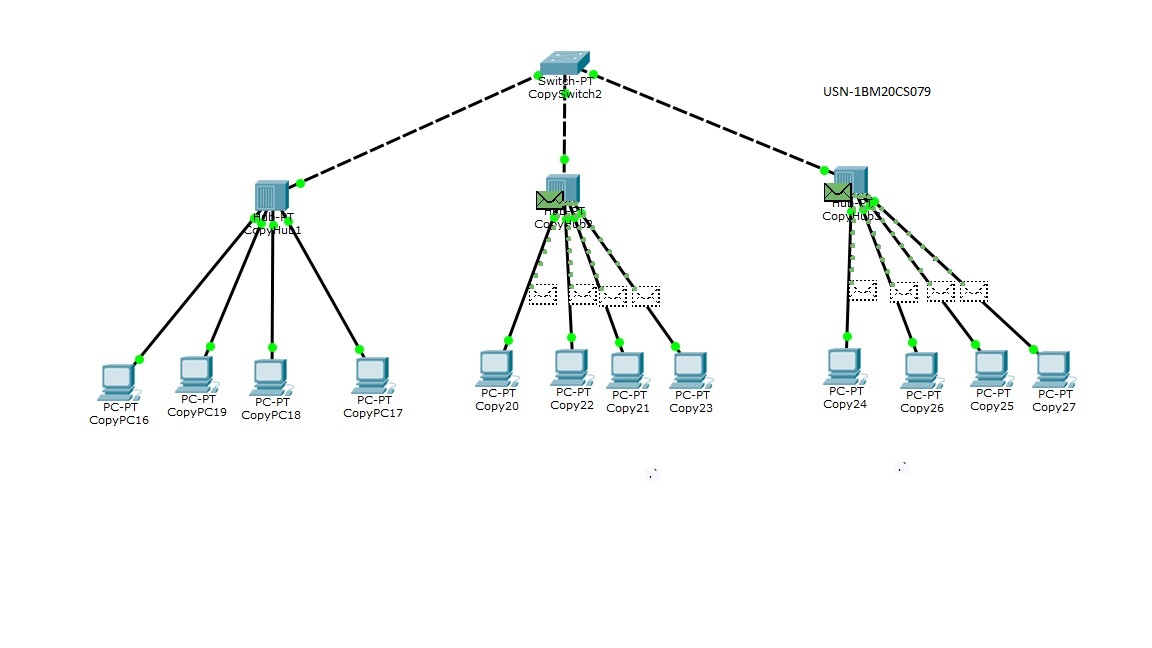 Switch-PT
CopySwitch2
USN-1BM20CS079
Hub-PT
CopyHub1
Hub-PT
CopyHub2
Hub-PT
CopyHub3
PC-PT
CopyPC16
PC-PT
CopyPC19
PC-PT
CopyPC18
PC-PT
CopyPC17
PC-PT
Copy20
PC-PT
Copy22
PC-PT
Copy21
PC-PT
Copy23
PC-PT
Copy24
PC-PT
Copy26
PC-PT
Copy25
PC-PT
Copy27